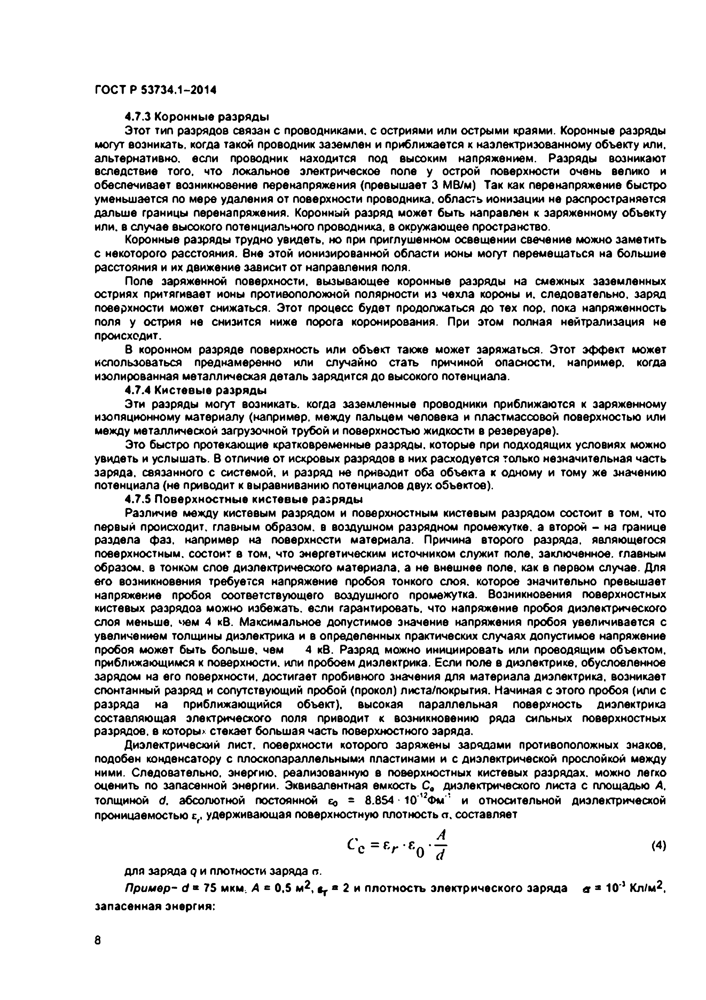 ГОСТ Р 53734.1–2014
4.7.3 Коронные разряды
Этот тип разрядов связан с проводниками, с остриями или острыми краями. Коронные разряды
могут возникать, когда такой проводник заземлен и приближается к наэлектризованному объекту или,
альтернативно, если проводник находится под высоким напряжением. Разряды возникают
вследствие того, что локальное электрическое поле у острой поверхности очень велико и
обеспечивает возникновение перенапряжения (превышает 3 МВ/м) Так как перенапряжение быстро
уменьшается по мере удаления от поверхности проводника, область ионизации не распространяется
дальше границы перенапряжения. Коронный разряд может быть направлен к заряженному объекту
или, в случае высокого потенциального проводника, в окружающее пространство.
Коронные разряды трудно увидеть, но при приглушенном освещении свечение можно заметить
с некоторого расстояния. Вне этой ионизированной области ионы могут перемещаться на большие
расстояния и их движение зависит от направления поля.
Поле заряженной поверхности, вызывающее коронные разряды на смежных заземленных
остриях притягивает ионы противоположной полярности из чехла короны и, следовательно, заряд
поверхности может снижаться. Этот процесс будет продолжаться до тех пор, пока напряженность
поля у острия не снизится ниже порога коронирования. При этом полная нейтрализация не
происходит.
В коронном разряде поверхность или объект также может заряжаться. Этот эффект может
использоваться преднамеренно или случайно стать причиной опасности, например, когда
изолированная металлическая деталь зарядится до высокого потенциала.
4.7.4 Кистевые разряды
Эти разряды могут возникать, когда заземленные проводники приближаются к заряженному
изоляционному материалу (например, между пальцем человека и пластмассовой поверхностью или
между металлической загрузочной трубой и поверхностью жидкости в резервуаре).
Это быстро протекающие кратковременные разряды, которые при подходящих условиях можно
увидеть и услышать. В отличие от искровых разрядов в них расходуется только незначительная часть
заряда, связанного с системой, и разряд не приводит оба объекта к одному и тому же значению
потенциала (не приводит к выравниванию потенциалов двух объектов).
4.7.5 Поверхностные кистевые разряды
Различие между кистевым разрядом и поверхностным кистевым разрядом состоит в том, что
первый происходит, главным образом, в воздушном разрядном промежутке, а второй – на границе
раздела фаз, например на поверхности материала. Причина второго разряда, являющегося
поверхностным, состоит в том, что энергетическим источником служит поле, заключенное, главным
образом, в тонком слое диэлектрического материала, а не внешнее поле, как в первом случае. Для
его возникновения требуется напряжение пробоя тонкого слоя, которое значительно превышает
напряжение пробоя соответствующего воздушного промежутка. Возникновения поверхностных
кистевых разрядов можно избежать, если гарантировать, что напряжение пробоя диэлектрического
слоя меньше, чем 4 кВ. Максимальное допустимое значение напряжения пробоя увеличивается с
увеличением толщины диэлектрика и в определенных практических случаях допустимое напряжение
пробоя может быть больше, чем 4 кВ. Разряд можно инициировать или проводящим объектом,
приближающимся к поверхности, или пробоем диэлектрика. Если поле в диэлектрике, обусловленное
зарядом на его поверхности, достигает пробивного значения для материала диэлектрика, возникает
спонтанный разряд и сопутствующий пробой (прокол) листа/покрытия. Начиная с этого пробоя (или с
разряда на приближающийся объект), высокая параллельная поверхность диэлектрика
составляющая электрического поля приводит к возникновению ряда сильных поверхностных
разрядов, в которых стекает большая часть поверхностного заряда.
Диэлектрический лист, поверхности которого заряжены зарядами противоположных знаков,
подобен конденсатору с плоскопараллельными пластинами и с диэлектрической прослойкой между
ними. Следовательно, энергию, реализованную в поверхностных кистевых разрядах, можно легко
оценить по запасенной энергии. Эквивалентная емкость Cₑ диэлектрического листа с площадью A,
толщиной d, абсолютной постоянной ε₀ = 8.854 · 10⁻¹²Фм⁻¹ и относительной диэлектрической
проницаемостью εᵣ, удерживающая поверхностную плотность σ, составляет
C_c = ε_r · ε_0 · A/d (4)
для заряда q и плотности заряда σ.
Пример– d = 75 мкм, A = 0,5 м², εᵣ = 2 и плотность электрического заряда σ = 10⁻³ Кл/м²,
запасенная энергия:
8